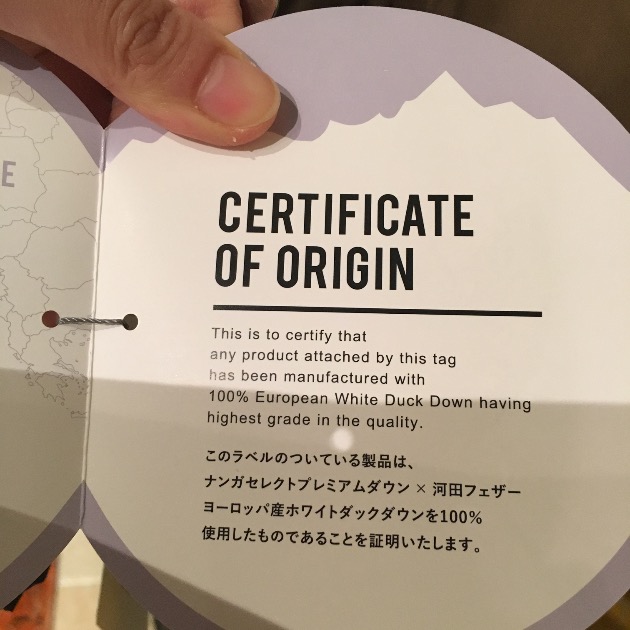 E
CERTIFICATE
OF ORIGIN
This is to certify that
any product attached by this tag
has been manufactured with
100% European White Duck Down having
highest grade in the quality.
このラベルのついている製品は、
ナンガセレクトプレミアムダウン × 河田フェザー
ヨーロッパ産ホワイトダックダウンを100%
使用したものであることを証明いたします。